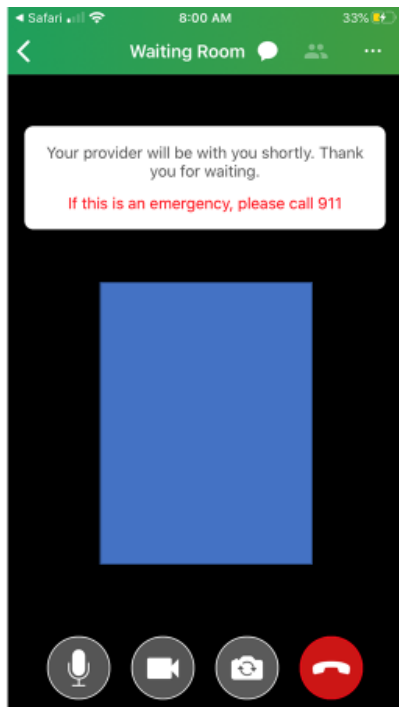 Safari 8:00 AM 33%
Waiting Room
Your provider will be with you shortly. Thank
you for waiting.
If this is an emergency, please call 911